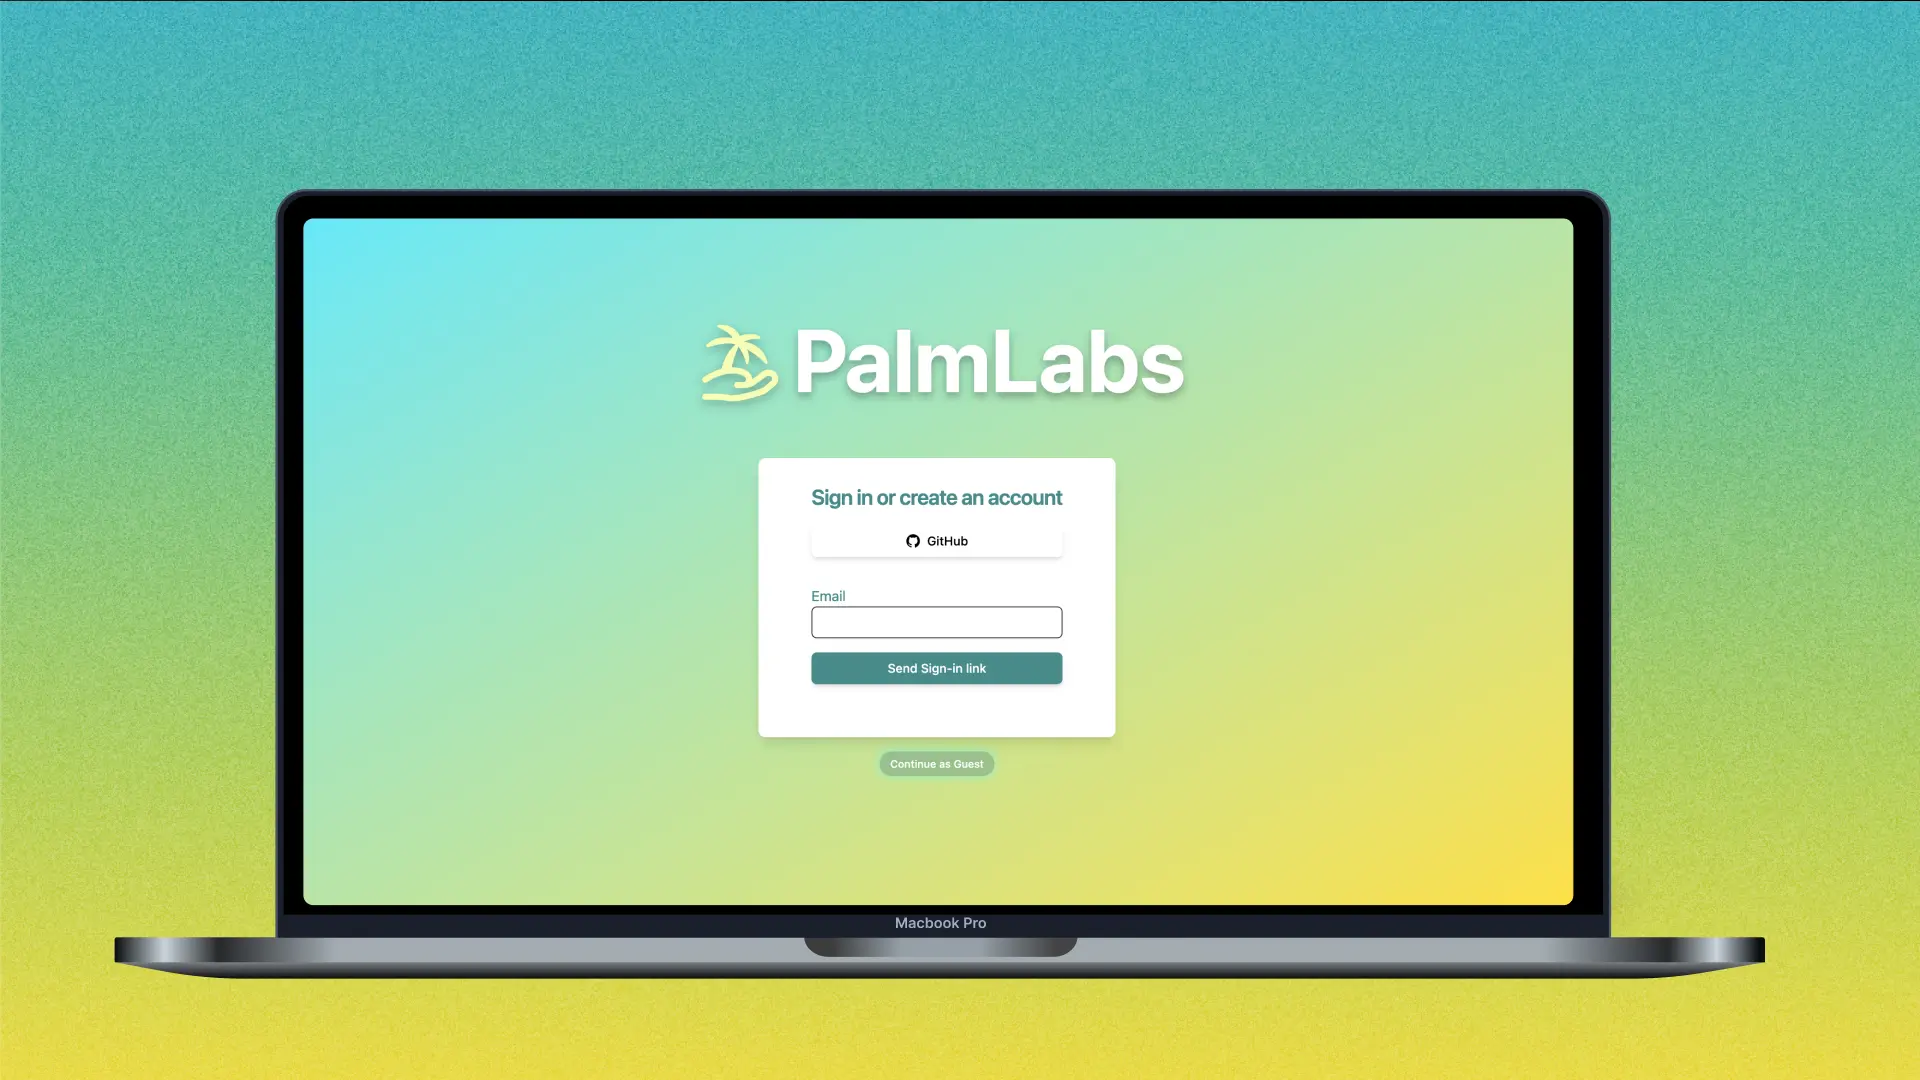 PalmLabs
Sign in or create an account
GitHub
Email
Send Sign-in link
Continue as Guest
Macbook Pro